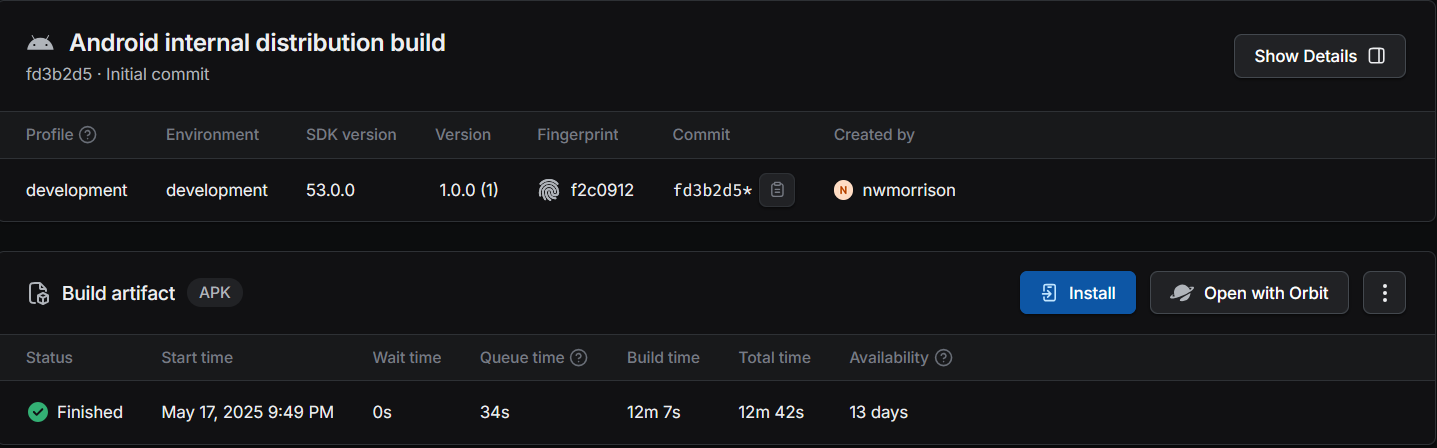 Android internal distribution build
fd3b2d5 · Initial commit
Show Details
Profile Environment SDK version Version Fingerprint Commit Created by
development development 53.0.0 1.0.0 (1) f2c0912 fd3b2d5* N nwmorrison
Build artifact APK Install Open with Orbit
Status Start time Wait time Queue time Build time Total time Availability
Finished May 17, 2025 9:49 PM 0s 34s 12m 7s 12m 42s 13 days